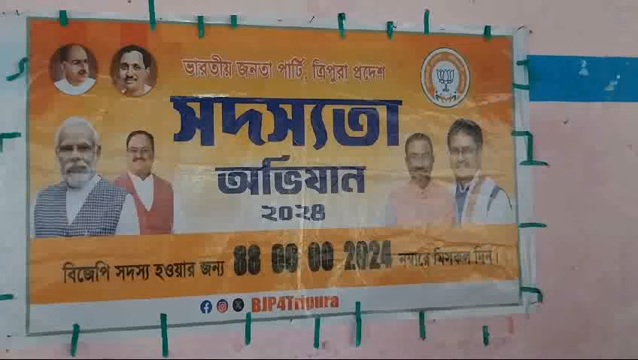 ভারতীয় জনতা পার্টি, ত্রিপুরা প্রদেশ
সদস্যতা
অভিযান
২০২৪
বিজেপি সদস্য হওয়ার জন্য 88 00 00 2024 নম্বরে মিসকল দিন।
BJP4Tripura